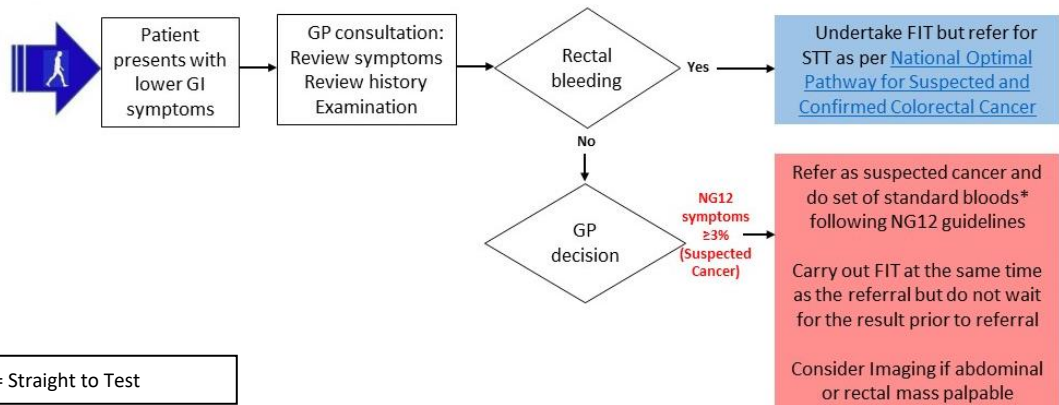 Patient
presents with
lower GI
symptoms
GP consultation:
Review symptoms
Review history
Examination
Rectal
bleeding
Yes
Undertake FIT but refer for
STT as per National Optimal
Pathway for Suspected and
Confirmed Colorectal Cancer
No
GP
decision
NG12
symptoms
≥3%
(Suspected
Cancer)
Refer as suspected cancer and
do set of standard bloods*
following NG12 guidelines
Carry out FIT at the same time
as the referral but do not wait
for the result prior to referral
Consider Imaging if abdominal
or rectal mass palpable
= Straight to Test